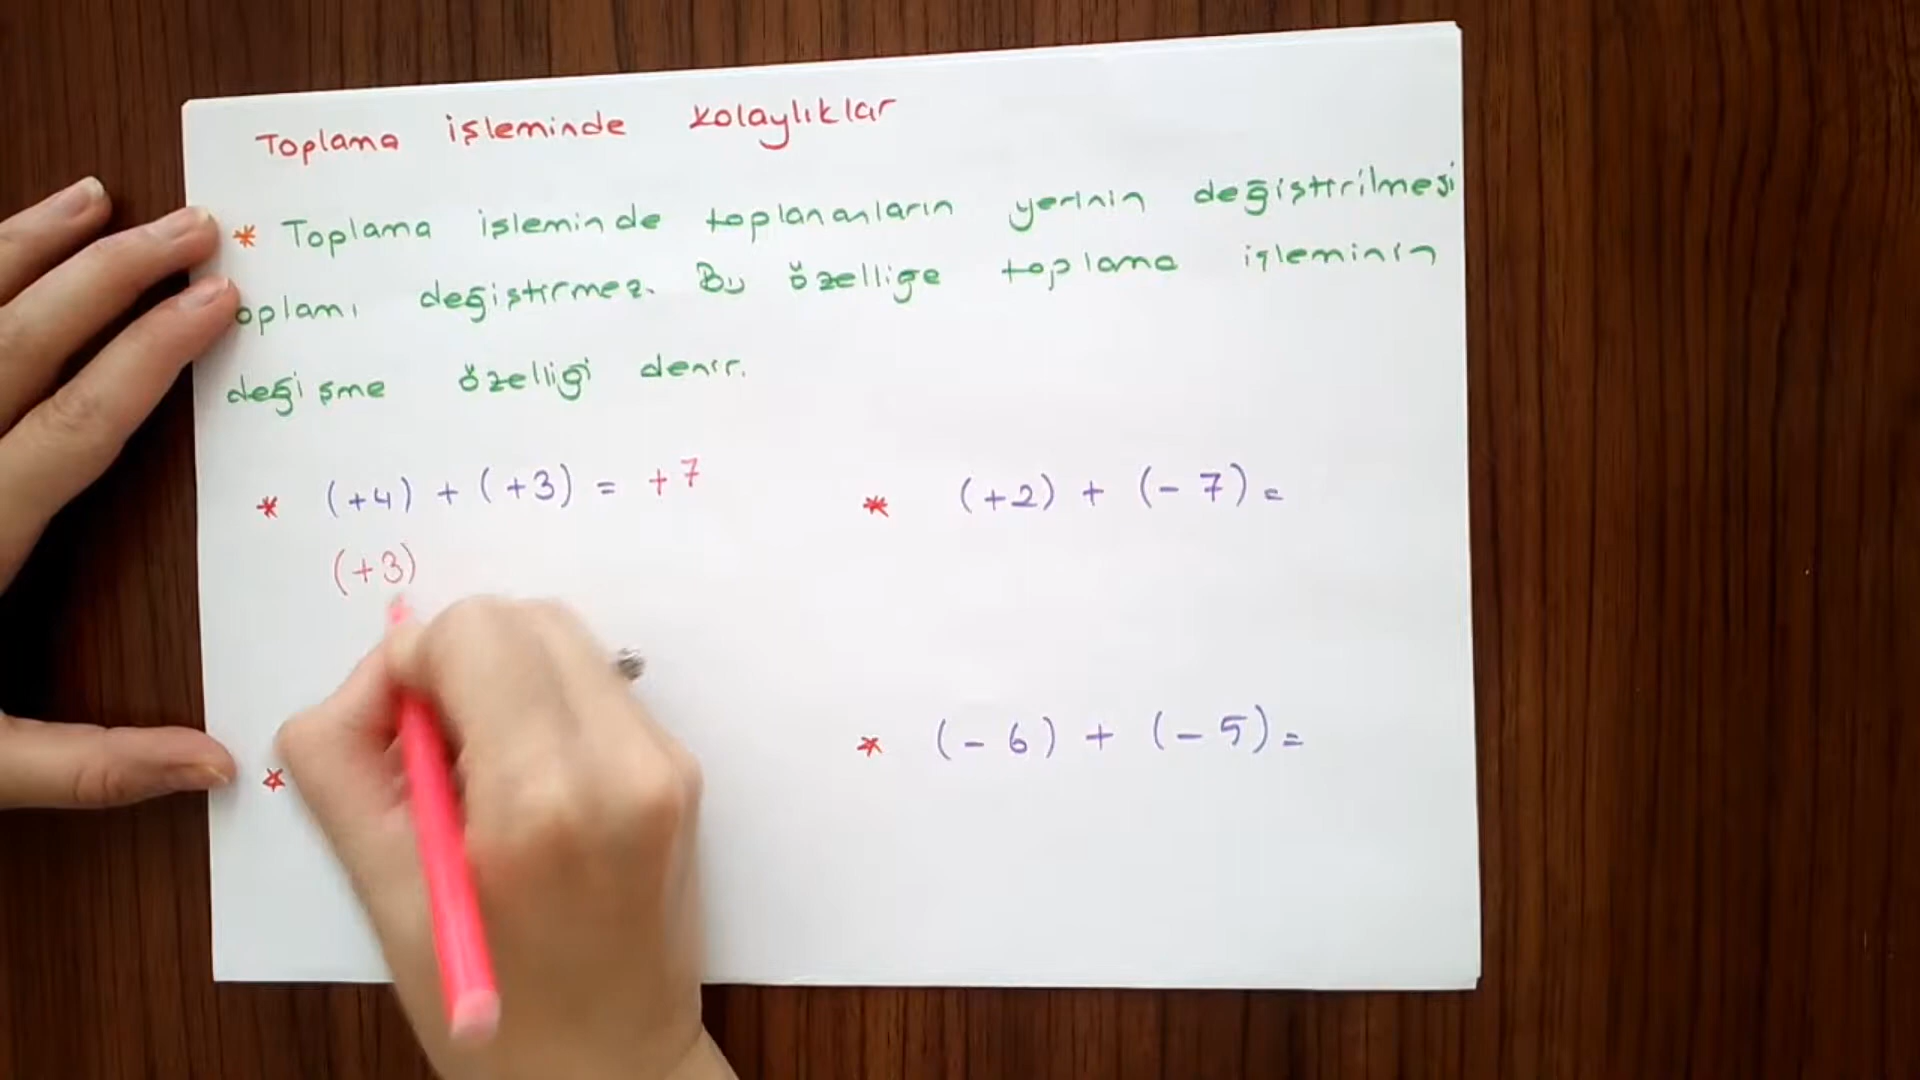 Toplama işleminde Kolaylıklar
* Toplama işleminde toplananların yerinin değiştirilmesi
oplamı değiştirmez. Bu özelliğe toplama işleminin
değişme özelliği denir.
* (+4) + (+3) = +7
(+3)
*
* (+2) + (-7) =
* (-6) + (-5) =